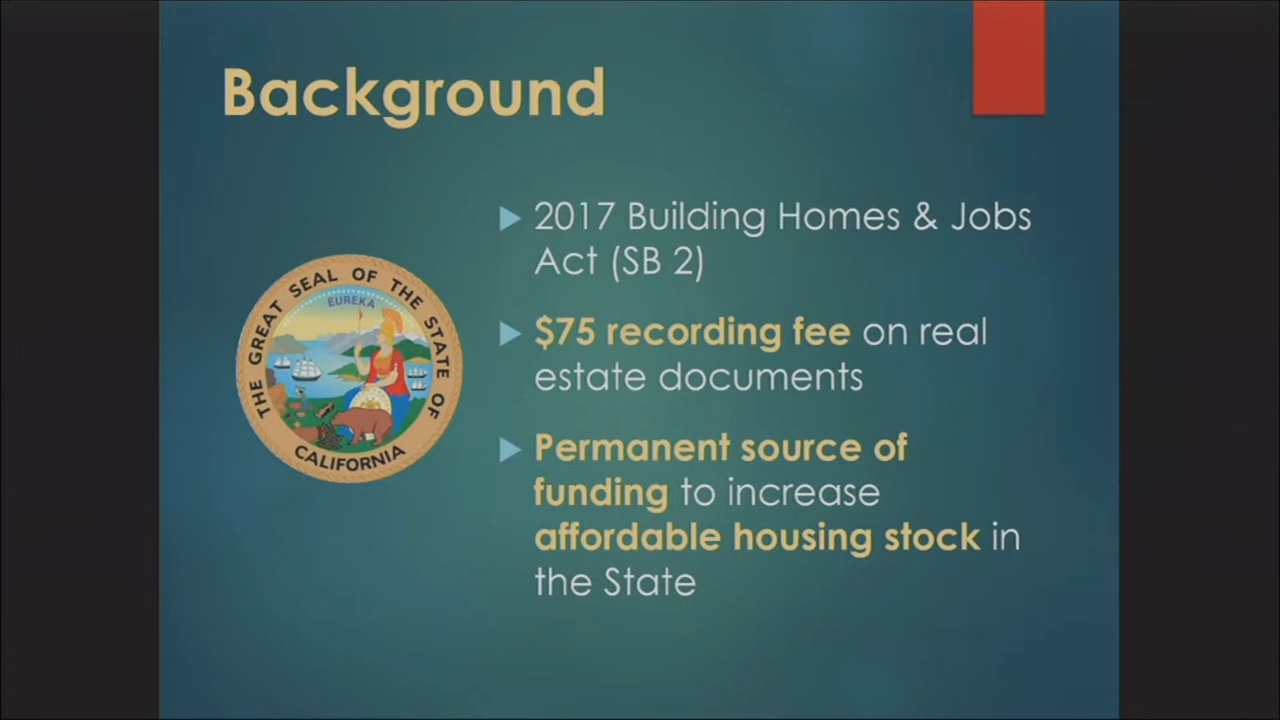 Background
2017 Building Homes & Jobs
Act (SB 2)
$75 recording fee on real
estate documents
Permanent source of
funding to increase
affordable housing stock in
the State
THE GREAT SEAL OF THE STATE OF
CALIFORNIA
EUREKA